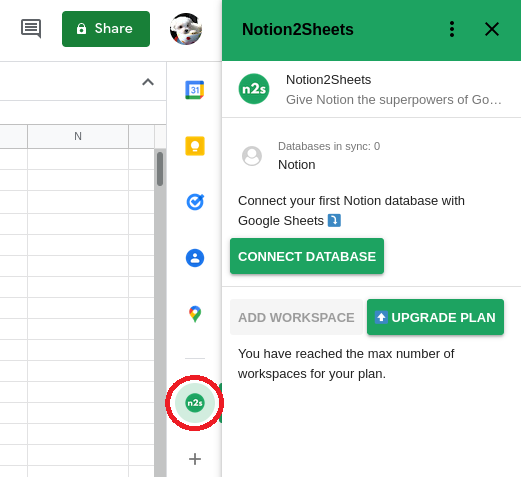 Share
Notion2Sheets
n2s
Notion2Sheets
Give Notion the superpowers of Go…
31
N
Databases in sync: 0
Notion
Connect your first Notion database with
Google Sheets ⤵️
CONNECT DATABASE
ADD WORKSPACE
⬆️ UPGRADE PLAN
You have reached the max number of
workspaces for your plan.
n2s